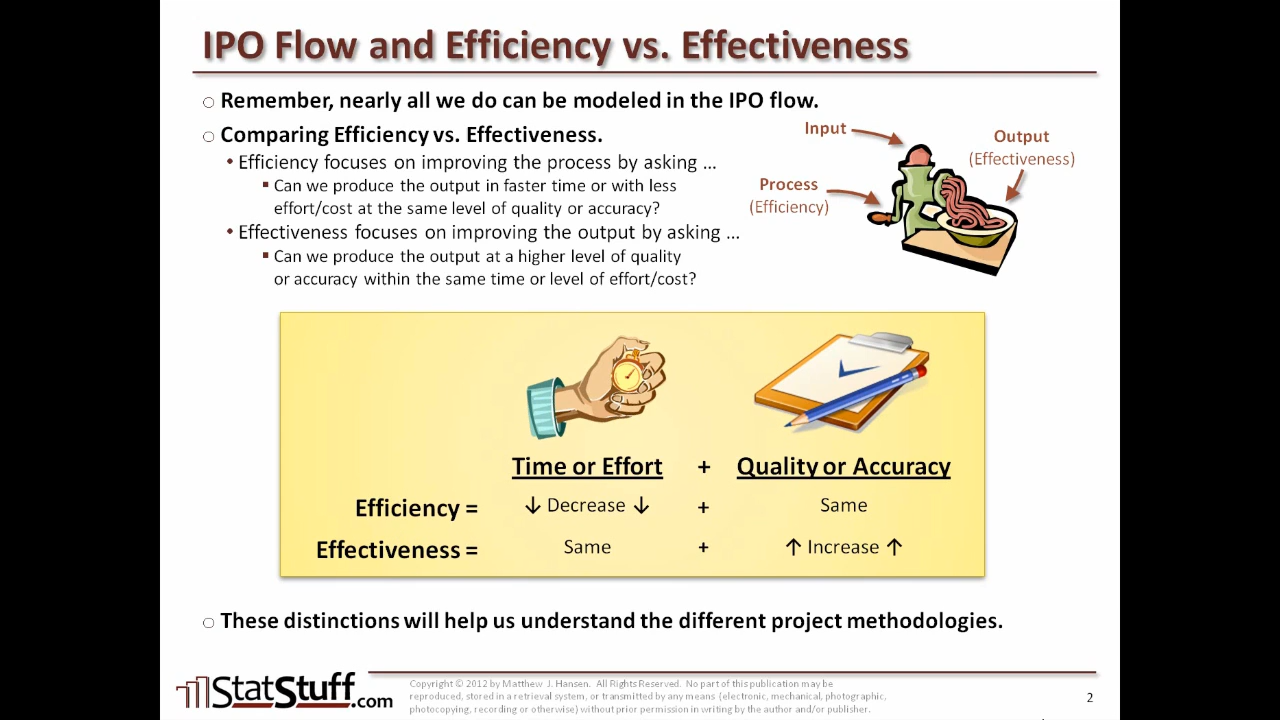 IPO Flow and Efficiency vs. Effectiveness
○ Remember, nearly all we do can be modeled in the IPO flow.
○ Comparing Efficiency vs. Effectiveness.
• Efficiency focuses on improving the process by asking ...
▪ Can we produce the output in faster time or with less
effort/cost at the same level of quality or accuracy?
• Effectiveness focuses on improving the output by asking ...
▪ Can we produce the output at a higher level of quality
or accuracy within the same time or level of effort/cost?
Input
Output
(Effectiveness)
Process
(Efficiency)
Time or Effort + Quality or Accuracy
Efficiency = ↓ Decrease ↓ + Same
Effectiveness = Same + ↑ Increase ↑
○ These distinctions will help us understand the different project methodologies.
StatStuff.com
Copyright © 2012 by Matthew J. Hansen. All Rights Reserved. No part of this publication may be
reproduced, stored in a retrieval system, or transmitted by any means (electronic, mechanical, photographic,
photocopying, recording or otherwise) without prior permission in writing by the author and/or publisher.
2